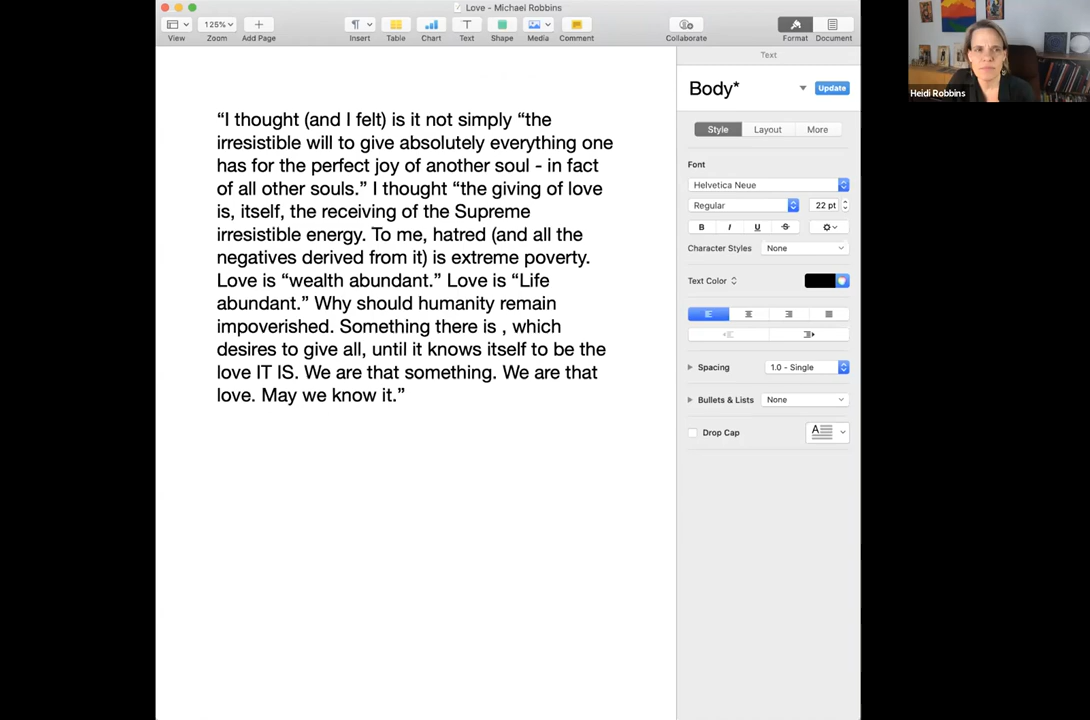 Love - Michael Robbins
125%
View Zoom Add Page Insert Table Chart Text Shape Media Comment Collaborate Format Document
Text
Body* Update
Style Layout More
Font
Helvetica Neue
Regular 22 pt
B I U S
Character Styles None
Text Color
Spacing 1.0 - Single
Bullets & Lists None
Drop Cap A
“I thought (and I felt) is it not simply “the
irresistible will to give absolutely everything one
has for the perfect joy of another soul - in fact
of all other souls.” I thought “the giving of love
is, itself, the receiving of the Supreme
irresistible energy. To me, hatred (and all the
negatives derived from it) is extreme poverty.
Love is “wealth abundant.” Love is “Life
abundant.” Why should humanity remain
impoverished. Something there is , which
desires to give all, until it knows itself to be the
love IT IS. We are that something. We are that
love. May we know it.”
Heidi Robbins